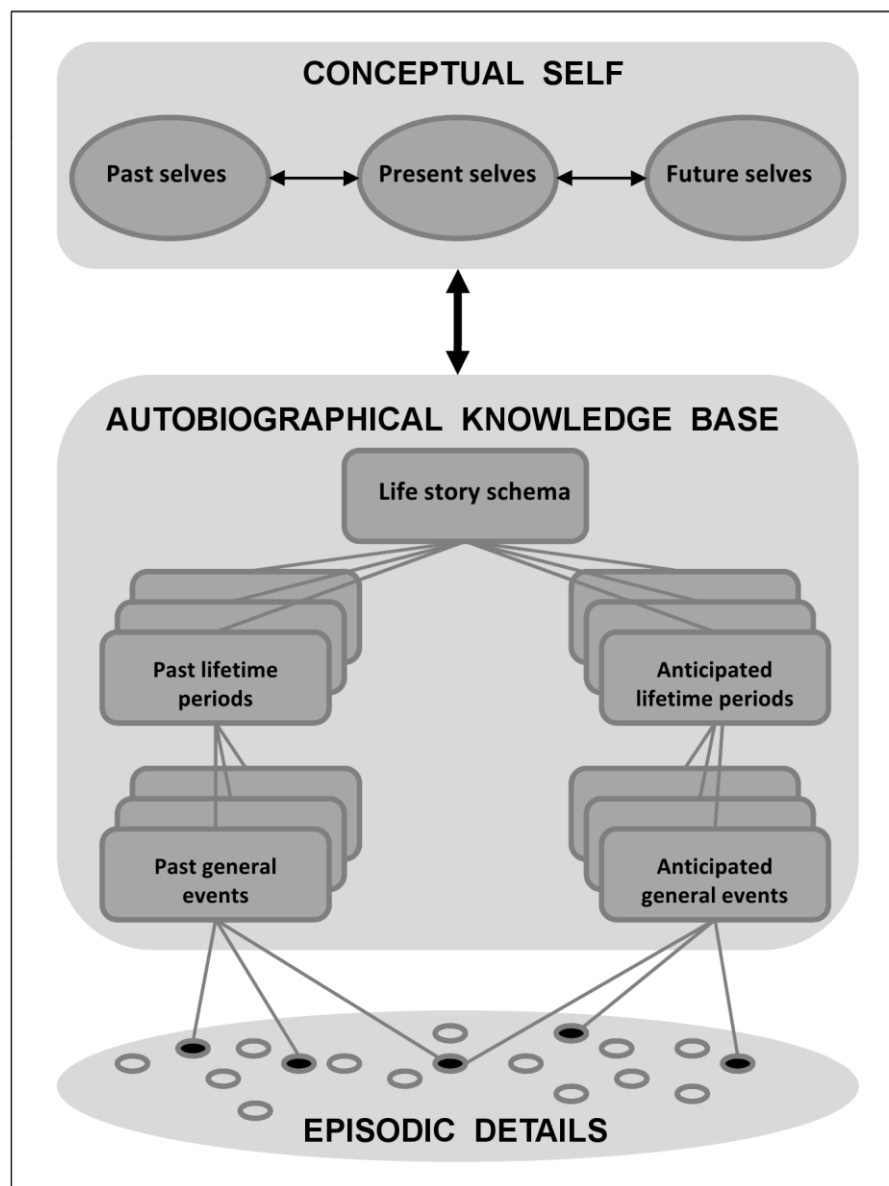 CONCEPTUAL SELF
Past selves
Present selves
Future selves
AUTOBIOGRAPHICAL KNOWLEDGE BASE
Life story schema
Past lifetime
periods
Anticipated
lifetime periods
Past general
events
Anticipated
general events
EPISODIC DETAILS